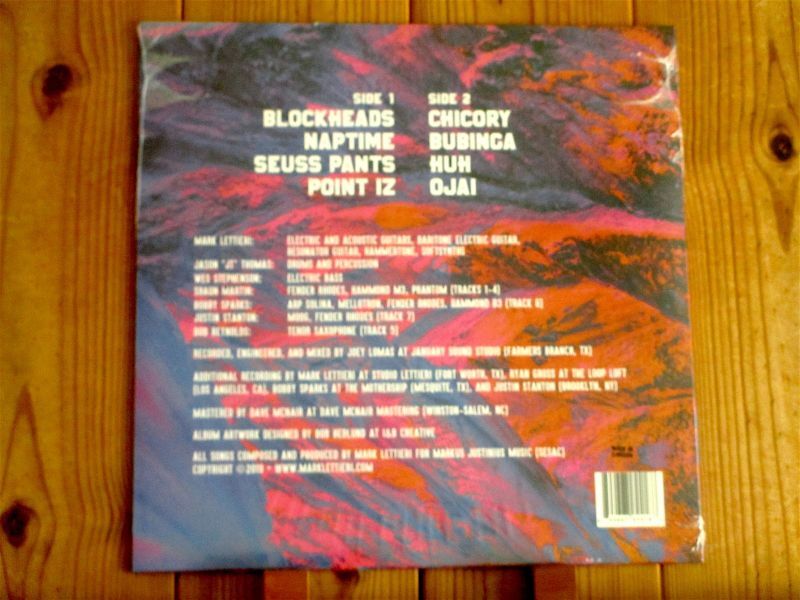 SIDE 1
BLOCKHEADS
NAPTIME
SEUSS PANTS
POINT IZ
SIDE 2
CHICORY
BUBINGA
HUH
OJAI
MARK LETTIERI: ELECTRIC AND ACOUSTIC GUITARS, BARITONE ELECTRIC GUITAR,
RESONATOR GUITAR, HAMMERTONE, SOFTSYNTHS
JASON "JT" THOMAS: DRUMS AND PERCUSSION
WES STEPHENSON: ELECTRIC BASS
SHAUN MARTIN: FENDER RHODES, HAMMOND M3, PHANTOM (TRACKS 1-4)
BOBBY SPARKS: ARP SOLINA, MELLOTRON, FENDER RHODES, HAMMOND B3 (TRACK 6)
JUSTIN STANTON: MOOG, FENDER RHODES (TRACK 7)
BOB REYNOLDS: TENOR SAXOPHONE (TRACK 5)
RECORDED, ENGINEERED, AND MIXED BY JOEY LOMAS AT JANUARY SOUND STUDIO (FARMERS BRANCH, TX)
ADDITIONAL RECORDING BY MARK LETTIERI AT STUDIO LETTIERI (FORT WORTH, TX), RYAN GRUSS AT THE LOOP LOFT
(LOS ANGELES, CA), BOBBY SPARKS AT THE MOTHERSHIP (MESQUITE, TX), AND JUSTIN STANTON (BROOKLYN, NY)
MASTERED BY DAVE MCNAIR AT DAVE MCNAIR MASTERING (WINSTON-SALEM, NC)
ALBUM ARTWORK DESIGNED BY BOB HEDLUND AT CREATIVE
ALL SONGS COMPOSED AND PRODUCED BY MARK LETTIERI FOR MARKUS JUSTINIUS MUSIC (SESAC)
COPYRIGHT © - WWW.MARKLETTIERI.COM